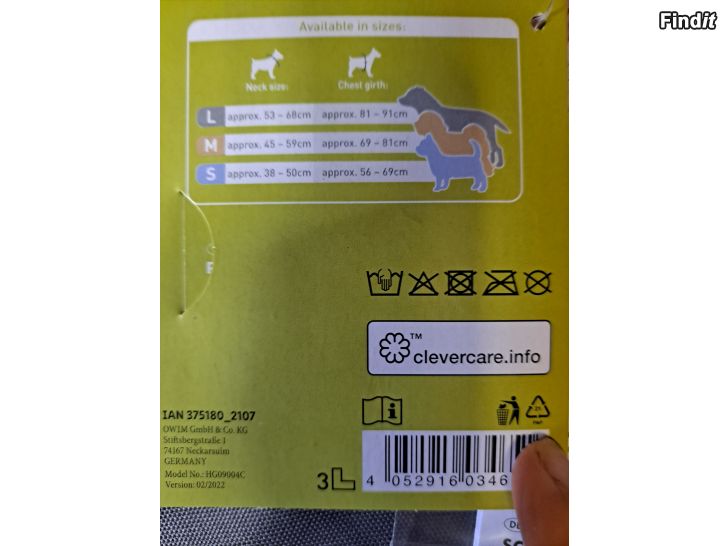 Findit
Available in sizes:
Neck size: Chest girth:
L approx. 53 – 68cm approx. 81 – 91cm
M approx. 45 – 59cm approx. 69 – 81cm
S approx. 38 – 50cm approx. 56 – 69cm
™
clevercare.info
IAN 375180_2107
OWIM GmbH & Co. KG
Stiftsbergstraße 1
74167 Neckarsulm
GERMANY
Model No.: HG09004C
Version: 02/2022
3L
4 052916 0346